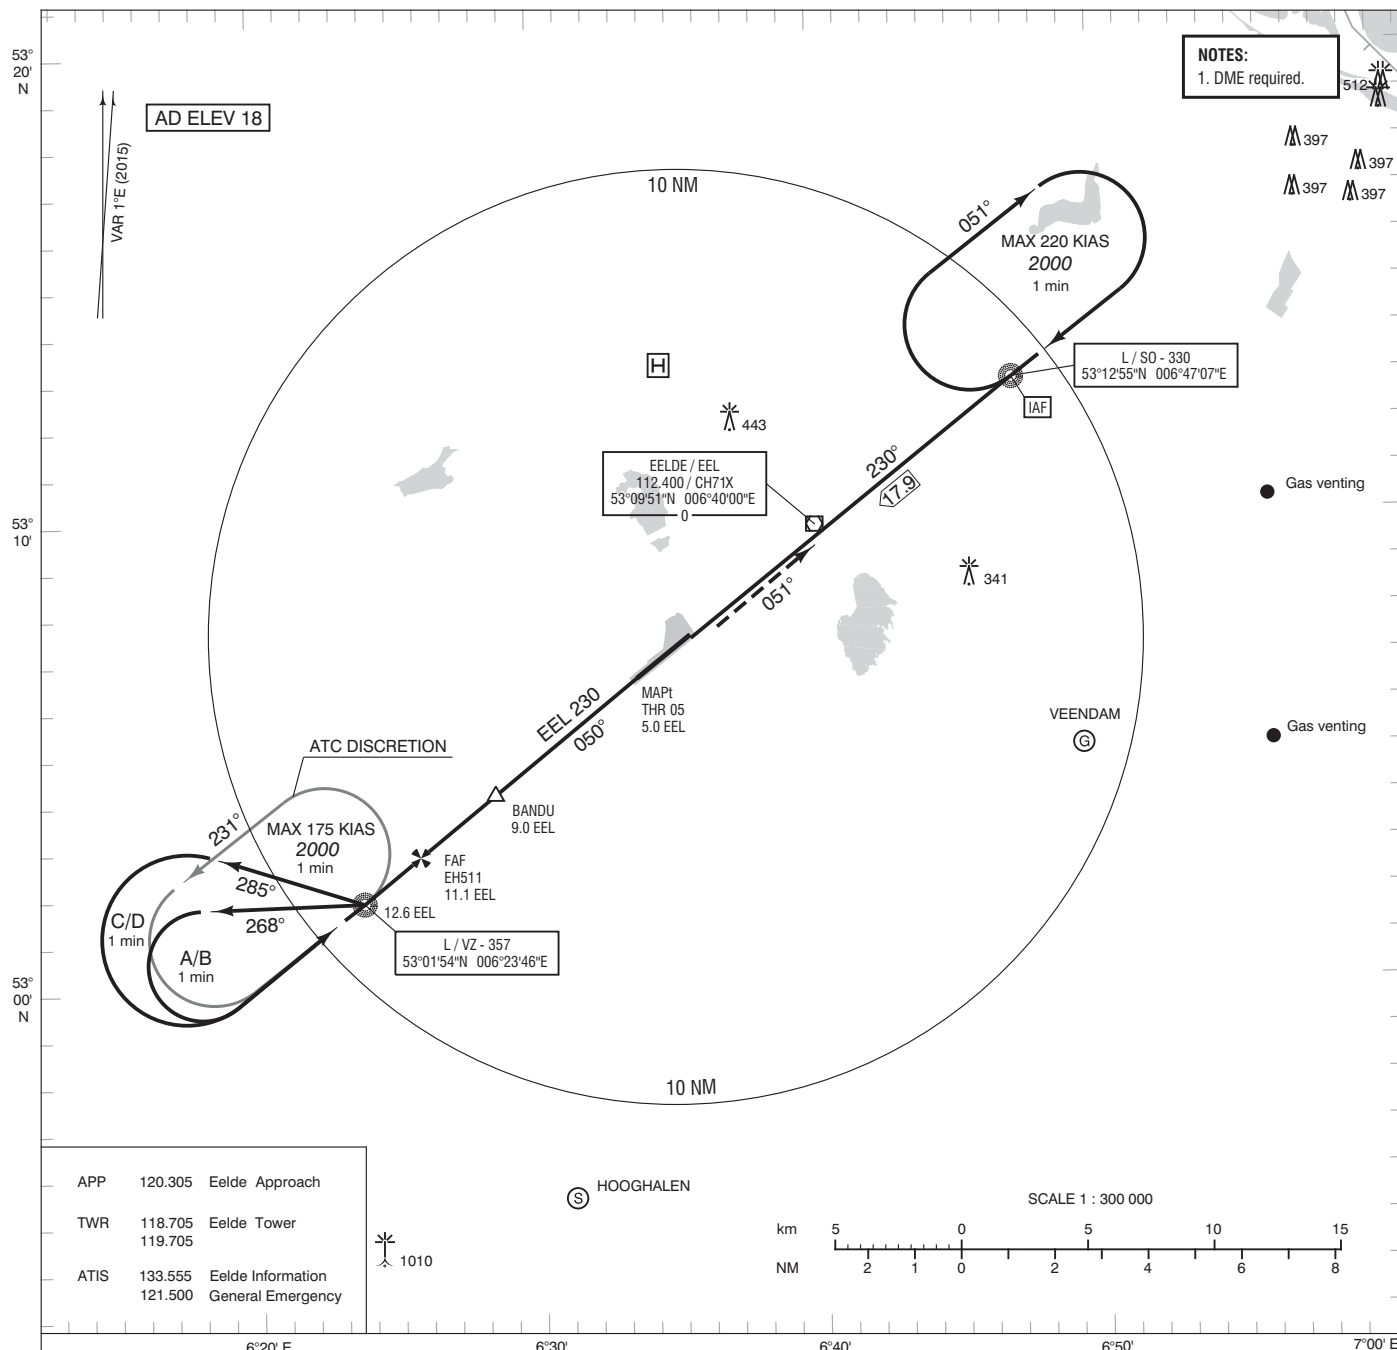 53°
20'
N
NOTES:
1. DME required.
512
AD ELEV 18
VAR 1°E (2015)
397
397
397
397
10 NM
051°
MAX 220 KIAS
2000
1 min
L / SO - 330
53°12'55"N 006°47'07"E
IAF
H
443
EELDE / EEL
112.400 / CH71X
53°09'51"N 006°40'00"E
0
230°
17.9
Gas venting
53°
10'
341
051°
MAPt
THR 05
5.0 EEL
EEL 230
050°
VEENDAM
G
Gas venting
ATC DISCRETION
BANDU
9.0 EEL
231°
MAX 175 KIAS
2000
1 min
FAF
EH511
11.1 EEL
285°
12.6 EEL
268°
C/D
1 min
A/B
1 min
L / VZ - 357
53°01'54"N 006°23'46"E
53°
00'
N
10 NM
APP 120.305 Eelde Approach
TWR 118.705 Eelde Tower
119.705
ATIS 133.555 Eelde Information
121.500 General Emergency
1010
S HOOGHALEN
SCALE 1 : 300 000
km 5 0 5 10 15
NM 2 1 0 2 4 6 8
6°20' E 6°30' 6°40' 6°50' 7°00' E